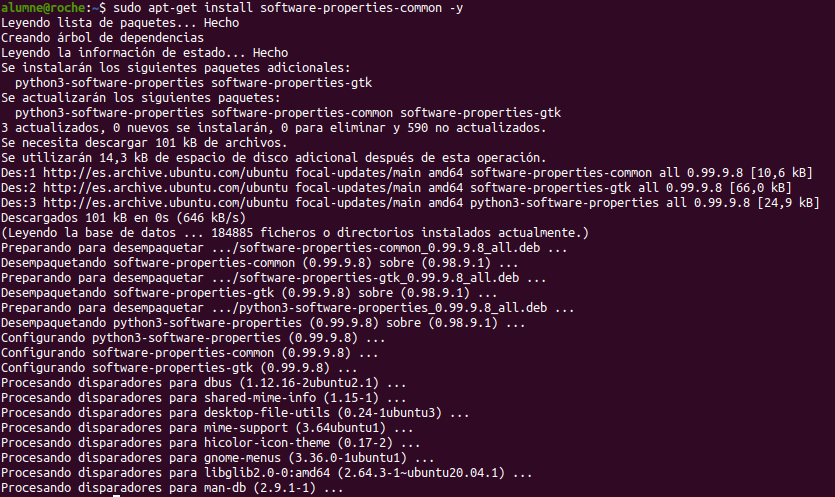 alumne@roche:~$ sudo apt-get install software-properties-common -y
Leyendo lista de paquetes... Hecho
Creando árbol de dependencias
Leyendo la información de estado... Hecho
Se instalarán los siguientes paquetes adicionales:
  python3-software-properties software-properties-gtk
Se actualizarán los siguientes paquetes:
  python3-software-properties software-properties-common software-properties-gtk
3 actualizados, 0 nuevos se instalarán, 0 para eliminar y 590 no actualizados.
Se necesita descargar 101 kB de archivos.
Se utilizarán 14,3 kB de espacio de disco adicional después de esta operación.
Des:1 http://es.archive.ubuntu.com/ubuntu focal-updates/main amd64 software-properties-common all 0.99.9.8 [10,6 kB]
Des:2 http://es.archive.ubuntu.com/ubuntu focal-updates/main amd64 software-properties-gtk all 0.99.9.8 [66,0 kB]
Des:3 http://es.archive.ubuntu.com/ubuntu focal-updates/main amd64 python3-software-properties all 0.99.9.8 [24,9 kB]
Descargados 101 kB en 0s (646 kB/s)
(Leyendo la base de datos ... 184885 ficheros o directorios instalados actualmente.)
Preparando para desempaquetar .../software-properties-common_0.99.9.8_all.deb ...
Desempaquetando software-properties-common (0.99.9.8) sobre (0.98.9.1) ...
Preparando para desempaquetar .../software-properties-gtk_0.99.9.8_all.deb ...
Desempaquetando software-properties-gtk (0.99.9.8) sobre (0.98.9.1) ...
Preparando para desempaquetar .../python3-software-properties_0.99.9.8_all.deb ...
Desempaquetando python3-software-properties (0.99.9.8) sobre (0.98.9.1) ...
Configurando python3-software-properties (0.99.9.8) ...
Configurando software-properties-common (0.99.9.8) ...
Configurando software-properties-gtk (0.99.9.8) ...
Procesando disparadores para dbus (1.12.16-2ubuntu2.1) ...
Procesando disparadores para shared-mime-info (1.15-1) ...
Procesando disparadores para desktop-file-utils (0.24-1ubuntu3) ...
Procesando disparadores para mime-support (3.64ubuntu1) ...
Procesando disparadores para hicolor-icon-theme (0.17-2) ...
Procesando disparadores para gnome-menus (3.36.0-1ubuntu1) ...
Procesando disparadores para libglib2.0-0:amd64 (2.64.3-1~ubuntu20.04.1) ...
Procesando disparadores para man-db (2.9.1-1) ...